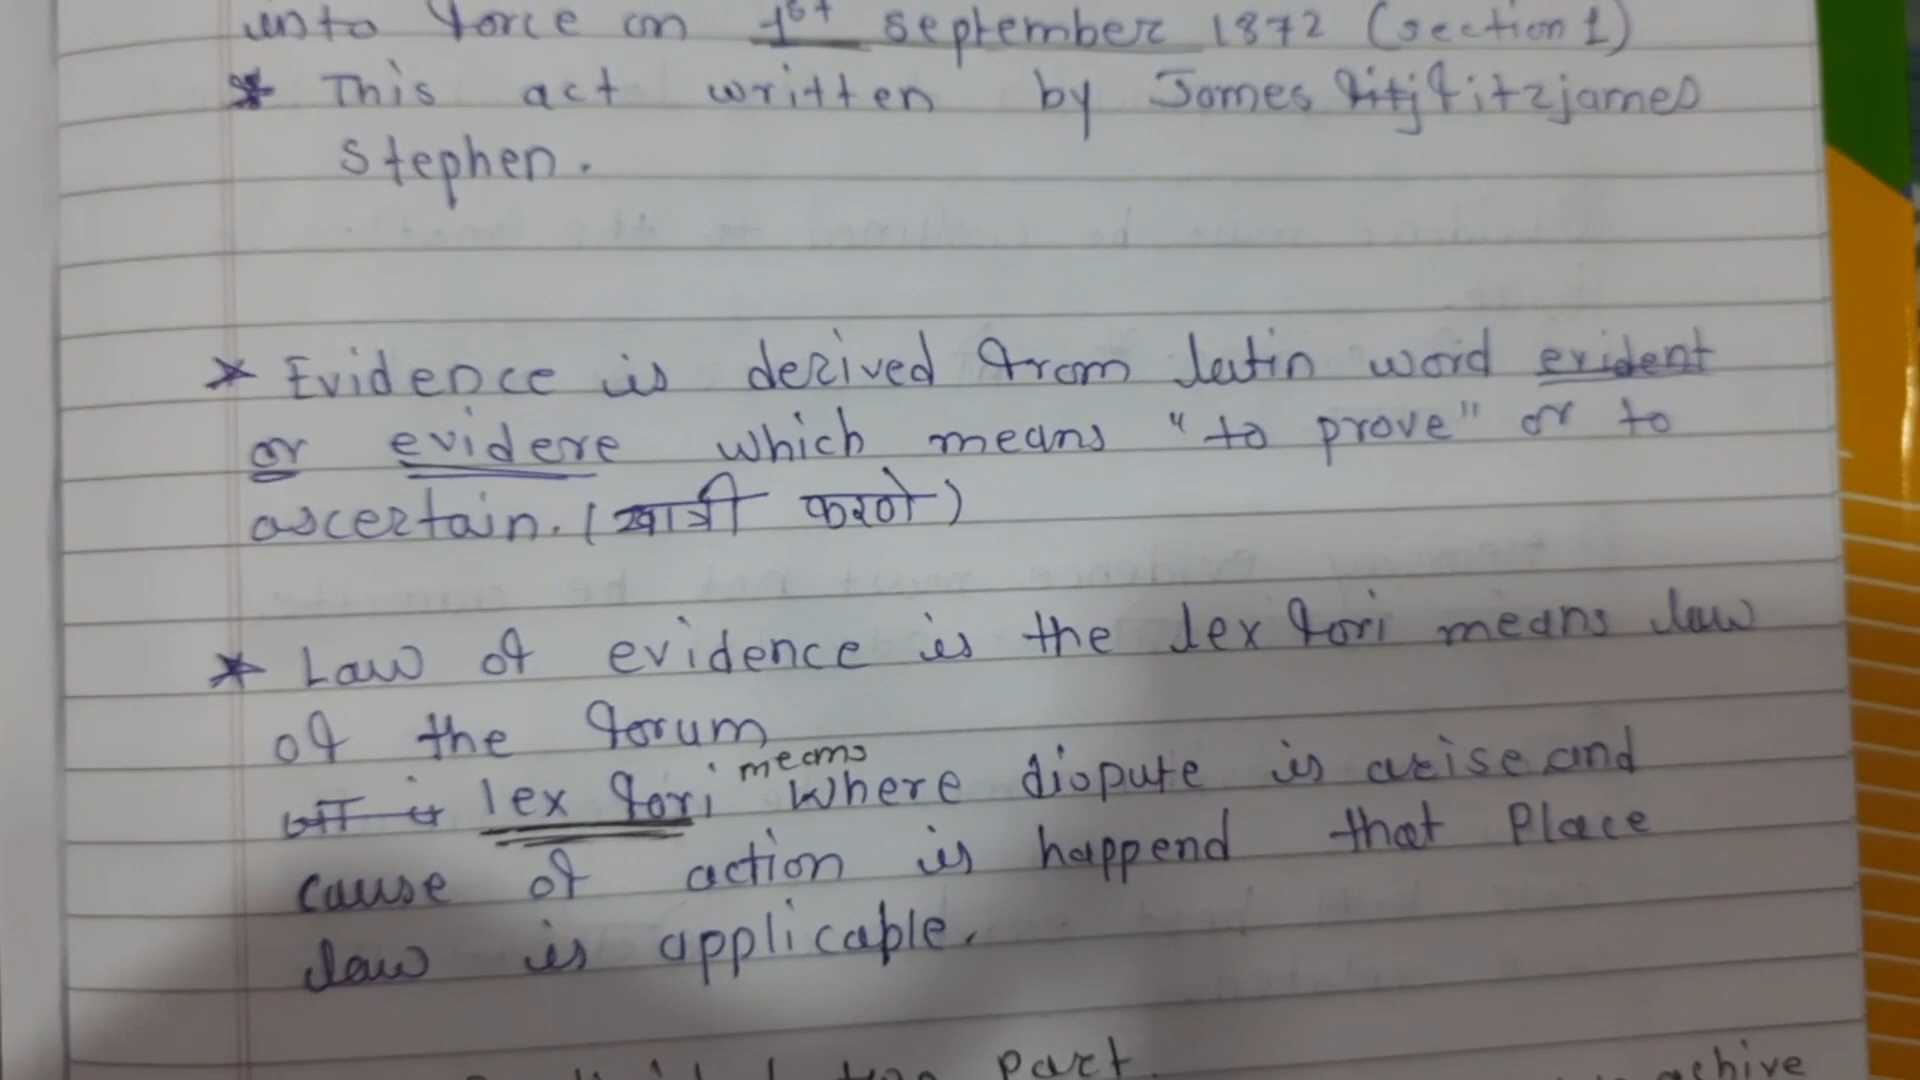 into force on 1st september 1872 (section 1)
* This act written by James fitzjames
stephen.
* Evidence is derived from latin word evident
or evidere which means "to prove" or to
ascertain. (खात्री करणे)
* Law of evidence is the lex fori means law
of the forum
lex fori means where dispute is arise and
cause of action is happend that Place
law is applicable.
part